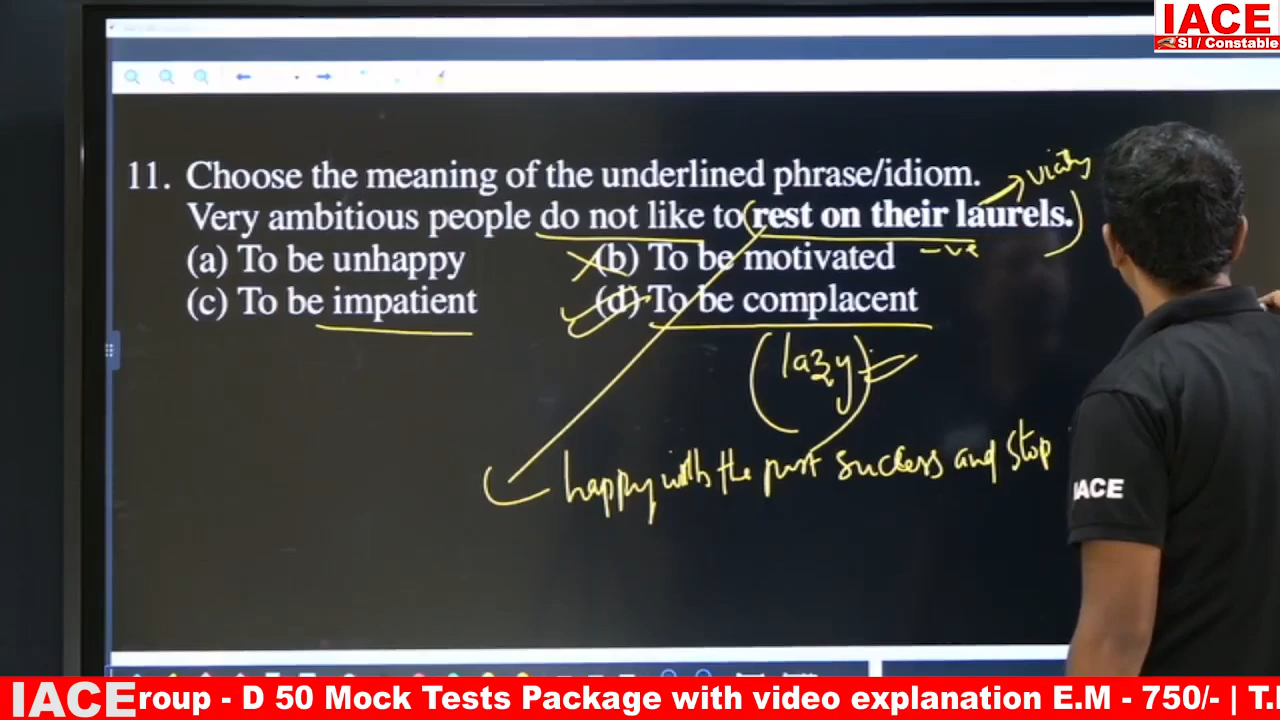 IACE
SI / Constable
11. Choose the meaning of the underlined phrase/idiom.
Very ambitious people do not like to (rest on their laurels.)
(a) To be unhappy (b) To be motivated -ve
(c) To be impatient (d) To be complacent
(lazy)
happy with the past success and stop
IACE
IACE roup - D 50 Mock Tests Package with video explanation E.M - 750/- | T.